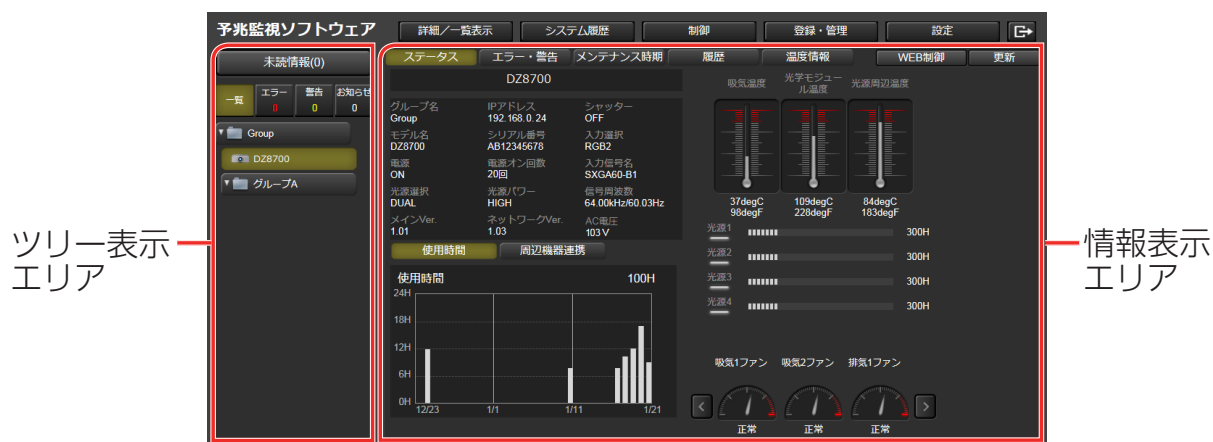 予兆監視ソフトウェア
詳細/一覧表示 システム履歴 制御 登録・管理 設定
未読情報(0)
一覧 エラー 0 警告 0 お知らせ 0
Group
DZ8700
グループA
ツリー表示
エリア
ステータス エラー・警告 メンテナンス時期 履歴 温度情報 WEB制御 更新
DZ8700
グループ名 IPアドレス シャッター
Group 192.168.0.24 OFF
モデル名 シリアル番号 入力選択
DZ8700 AB12345678 RGB2
電源 電源オン回数 入力信号名
ON 20回 SXGA60-B1
光源選択 光源パワー 信号周波数
DUAL HIGH 64.00kHz/60.03Hz
メインVer. ネットワークVer. AC電圧
1.01 1.03 103 V
使用時間 周辺機器連携
使用時間 100H
24H
18H
12H
6H
0H
12/23 1/1 1/11 1/21
吸気温度 光学モジュール温度 光源周辺温度
37degC 109degC 84degC
98degF 228degF 183degF
光源1 300H
光源2 300H
光源3 300H
光源4 300H
吸気1ファン 吸気2ファン 排気1ファン
正常 正常 正常
情報表示
エリア